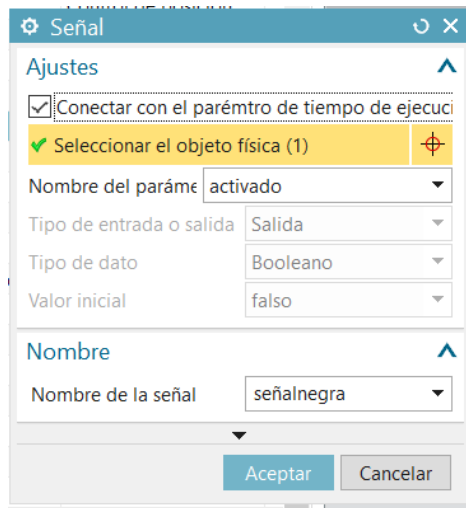 Señal
Ajustes
Conectar con el parémtro de tiempo de ejecuci
Seleccionar el objeto física (1)
Nombre del paráme activado
Tipo de entrada o salida Salida
Tipo de dato Booleano
Valor inicial falso
Nombre
Nombre de la señal señalnegra
Aceptar Cancelar